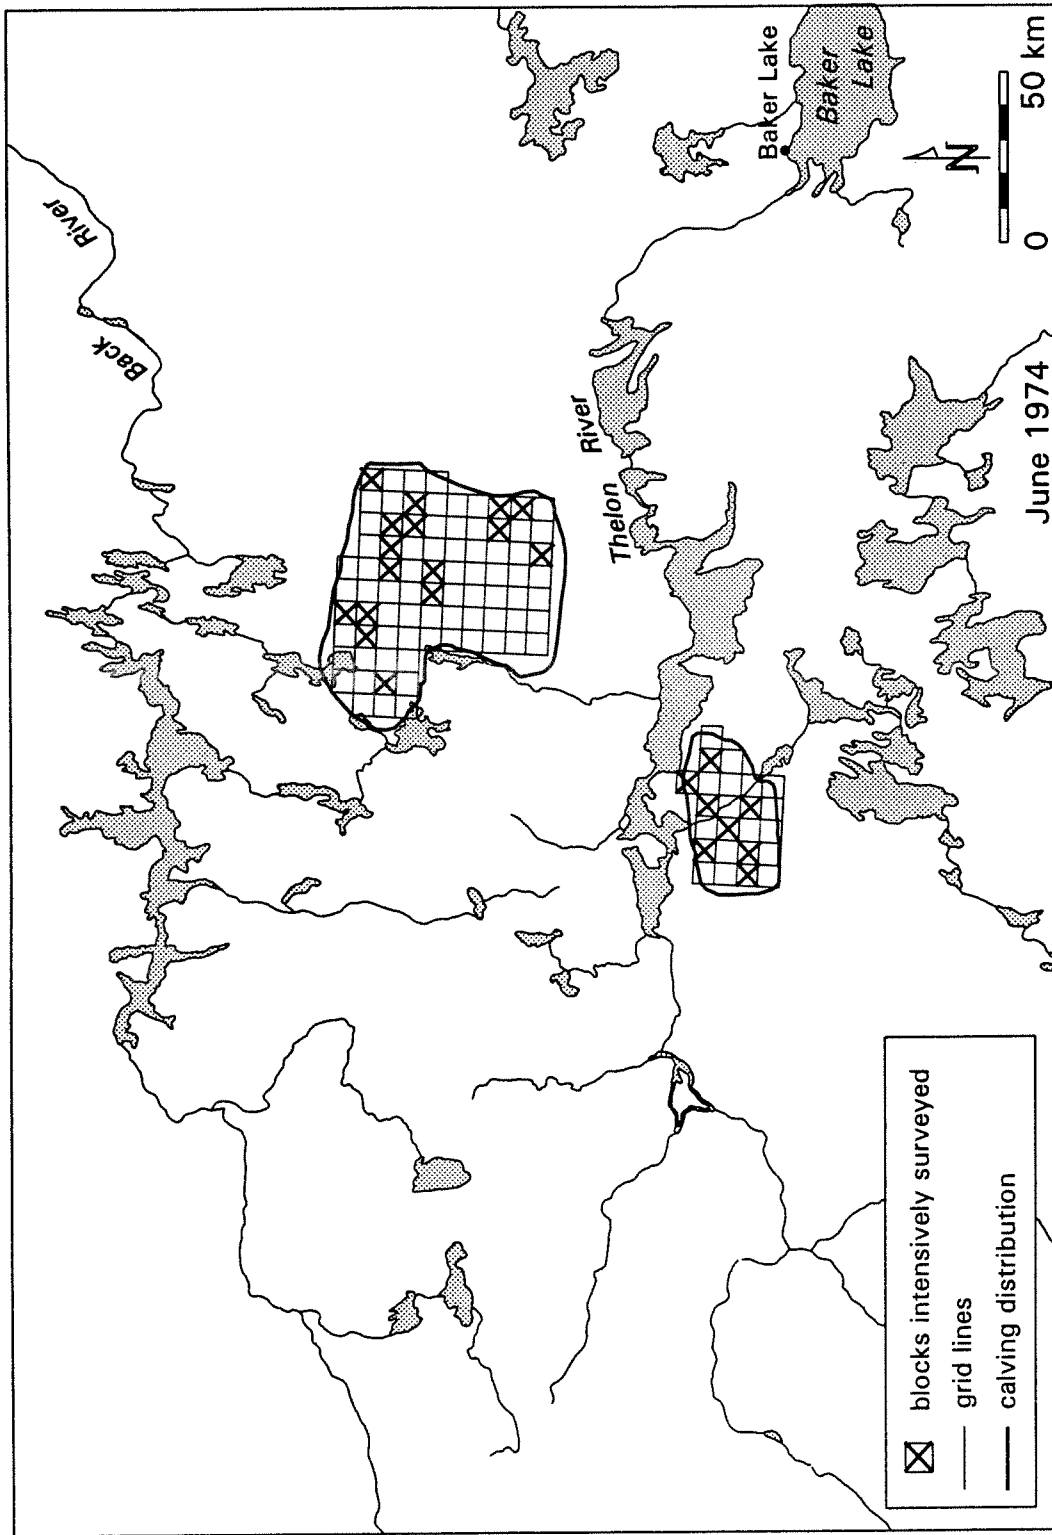 Back
River
Thelon
River
Baker Lake
Baker
Lake
N
0
50 km
June 1974
blocks intensively surveyed
grid lines
calving distribution